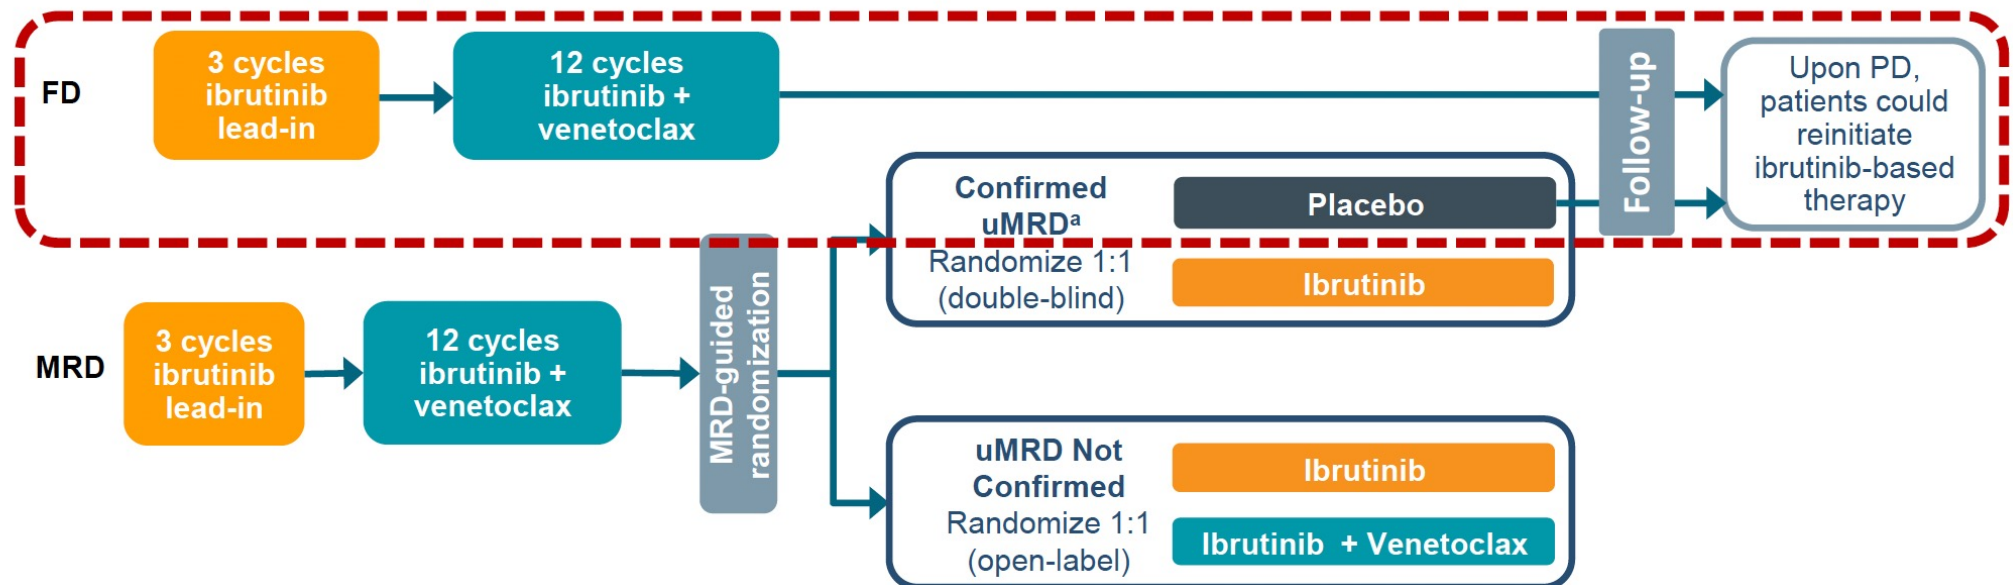 FD
3 cycles
ibrutinib
lead-in
12 cycles
ibrutinib +
venetoclax
Follow-up
Upon PD,
patients could
reinitiate
ibrutinib-based
therapy
Confirmed
uMRDᵃ
Randomize 1:1
(double-blind)
Placebo
Ibrutinib
MRD
3 cycles
ibrutinib
lead-in
12 cycles
ibrutinib +
venetoclax
MRD-guided
randomization
uMRD Not
Confirmed
Randomize 1:1
(open-label)
Ibrutinib
Ibrutinib + Venetoclax